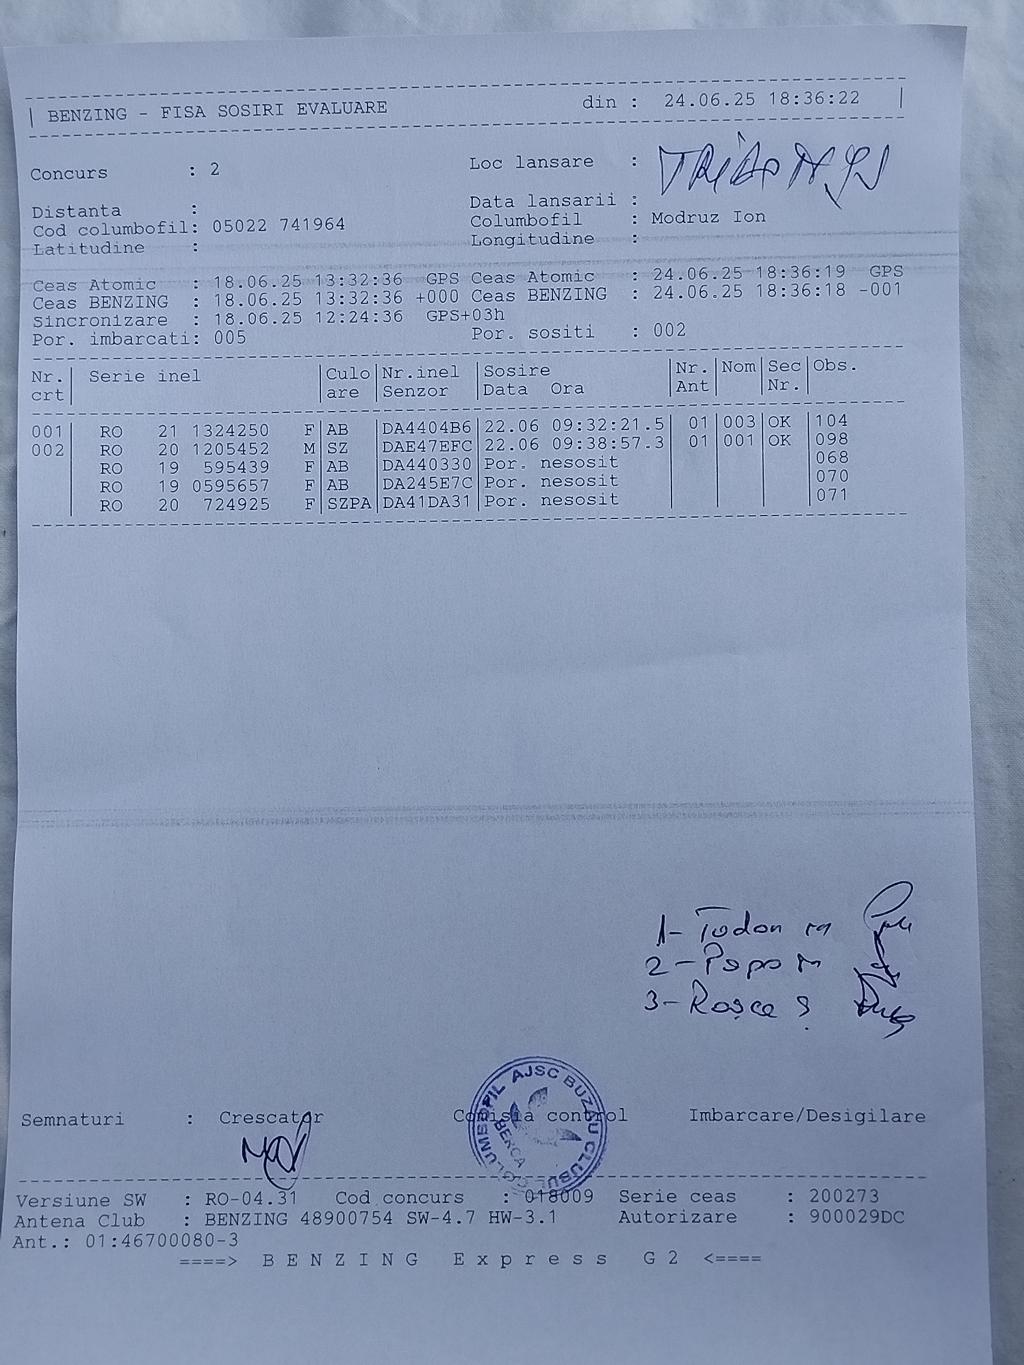 BENZING - FISA SOSIRI EVALUARE din : 24.06.25 18:36:22
Concurs : 2 Loc lansare :
Distanta : Data lansarii :
Cod columbofil: 05022 741964 Columbofil : Modruz Ion
Latitudine : Longitudine :
Ceas Atomic : 18.06.25 13:32:36 GPS Ceas Atomic : 24.06.25 18:36:19 GPS
Ceas BENZING : 18.06.25 13:32:36 +000 Ceas BENZING : 24.06.25 18:36:18 -001
Sincronizare : 18.06.25 12:24:36 GPS+03h
Por. imbarcati: 005 Por. sositi : 002
Nr. Serie inel Culo Nr.inel Sosire Nr. Nom Sec Obs.
crt are Senzor Data Ora Ant Nr.
001 RO 21 1324250 F AB DA4404B6 22.06 09:32:21.5 01 003 OK 104
002 RO 20 1205452 M SZ DAE47EFC 22.06 09:38:57.3 01 001 OK 098
RO 19 595439 F AB DA440330 Por. nesosit 068
RO 19 0595657 F AB DA245E7C Por. nesosit 070
RO 20 724925 F SZPA DA41DA31 Por. nesosit 071
1- Todon m
2- Popa M
3- Roșca S
Semnaturi : Crescator Comisia control Imbarcare/Desigilare
AJSC BUZAU CLUBUL COLUMBOFIL
BERCA
Versiune SW : RO-04.31 Cod concurs : 018009 Serie ceas : 200273
Antena Club : BENZING 48900754 SW-4.7 HW-3.1 Autorizare : 900029DC
Ant.: 01:46700080-3
====> B E N Z I N G E x p r e s s G 2 <====